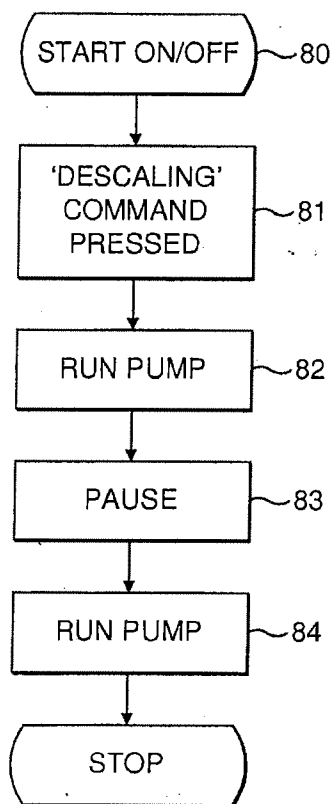 START ON/OFF 80
'DESCALING'
COMMAND
PRESSED
81
RUN PUMP 82
PAUSE 83
RUN PUMP 84
STOP